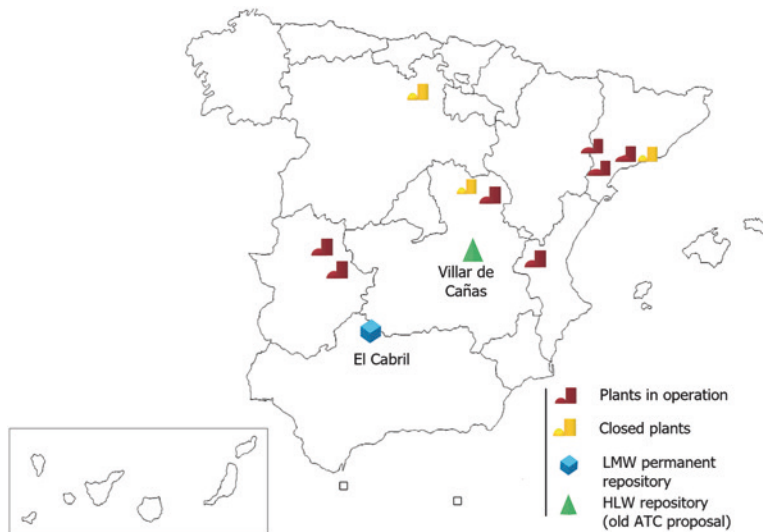 Villar de
Cañas
El Cabril
Plants in operation
Closed plants
LMW permanent
repository
HLW repository
(old ATC proposal)